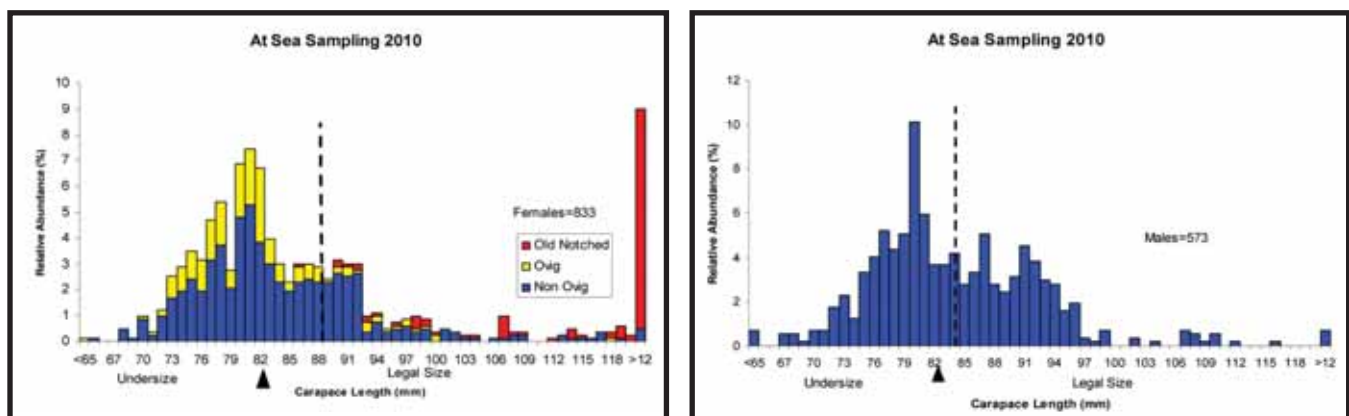 At Sea Sampling 2010
Relative Abundance (%)
10
9
8
7
6
5
4
3
2
1
0
Females=833
Old Notched
Ovig
Non Ovig
<65 67 70 73 76 79 82 85 88 91 94 97 100 103 106 109 112 115 118 >12
Undersize Legal Size
Carapace Length (mm)
At Sea Sampling 2010
Relative Abundance (%)
12
10
8
6
4
2
0
Males=573
<65 67 70 73 76 79 82 85 88 91 94 97 100 103 106 109 112 115 118 >12
Undersize Legal Size
Carapace Length (mm)